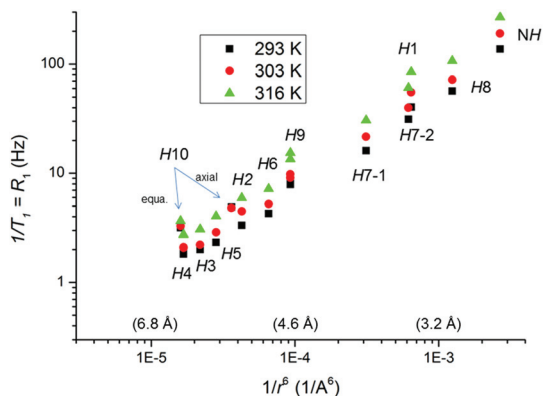 100
10
1
1/T₁ = R₁ (Hz)
293 K
303 K
316 K
H10
equa.
axial
H4
H3
H5
H2
H6
H9
H7-1
H1
H7-2
H8
NH
(6.8 Å)
(4.6 Å)
(3.2 Å)
1E-5
1E-4
1E-3
1/r⁶ (1/A⁶)